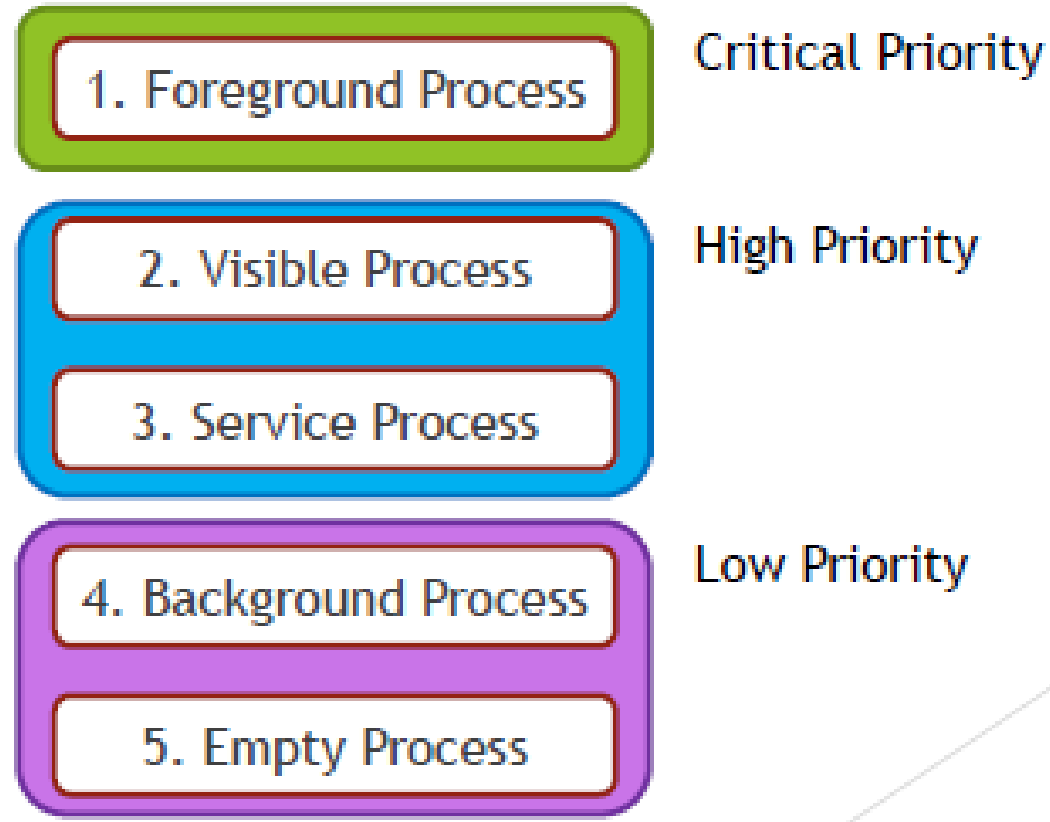 1. Foreground Process
Critical Priority
2. Visible Process
High Priority
3. Service Process
4. Background Process
Low Priority
5. Empty Process